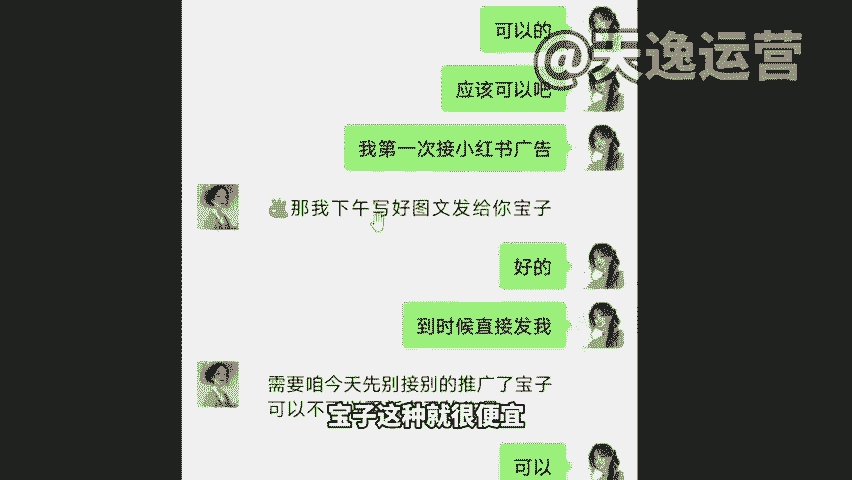 可以的
@天逸运营
应该可以吧
我第一次接小红书广告
那我下午写好图文发给你宝子
好的
到时候直接发我
需要咱今天先别接别的推广了宝子
可以不
宝子这种就很便宜
可以